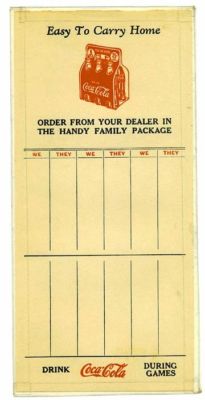 Easy To Carry Home
Coca-Cola
ORDER FROM YOUR DEALER IN
THE HANDY FAMILY PACKAGE
WE THEY WE THEY WE THEY
DRINK Coca-Cola DURING
GAMES